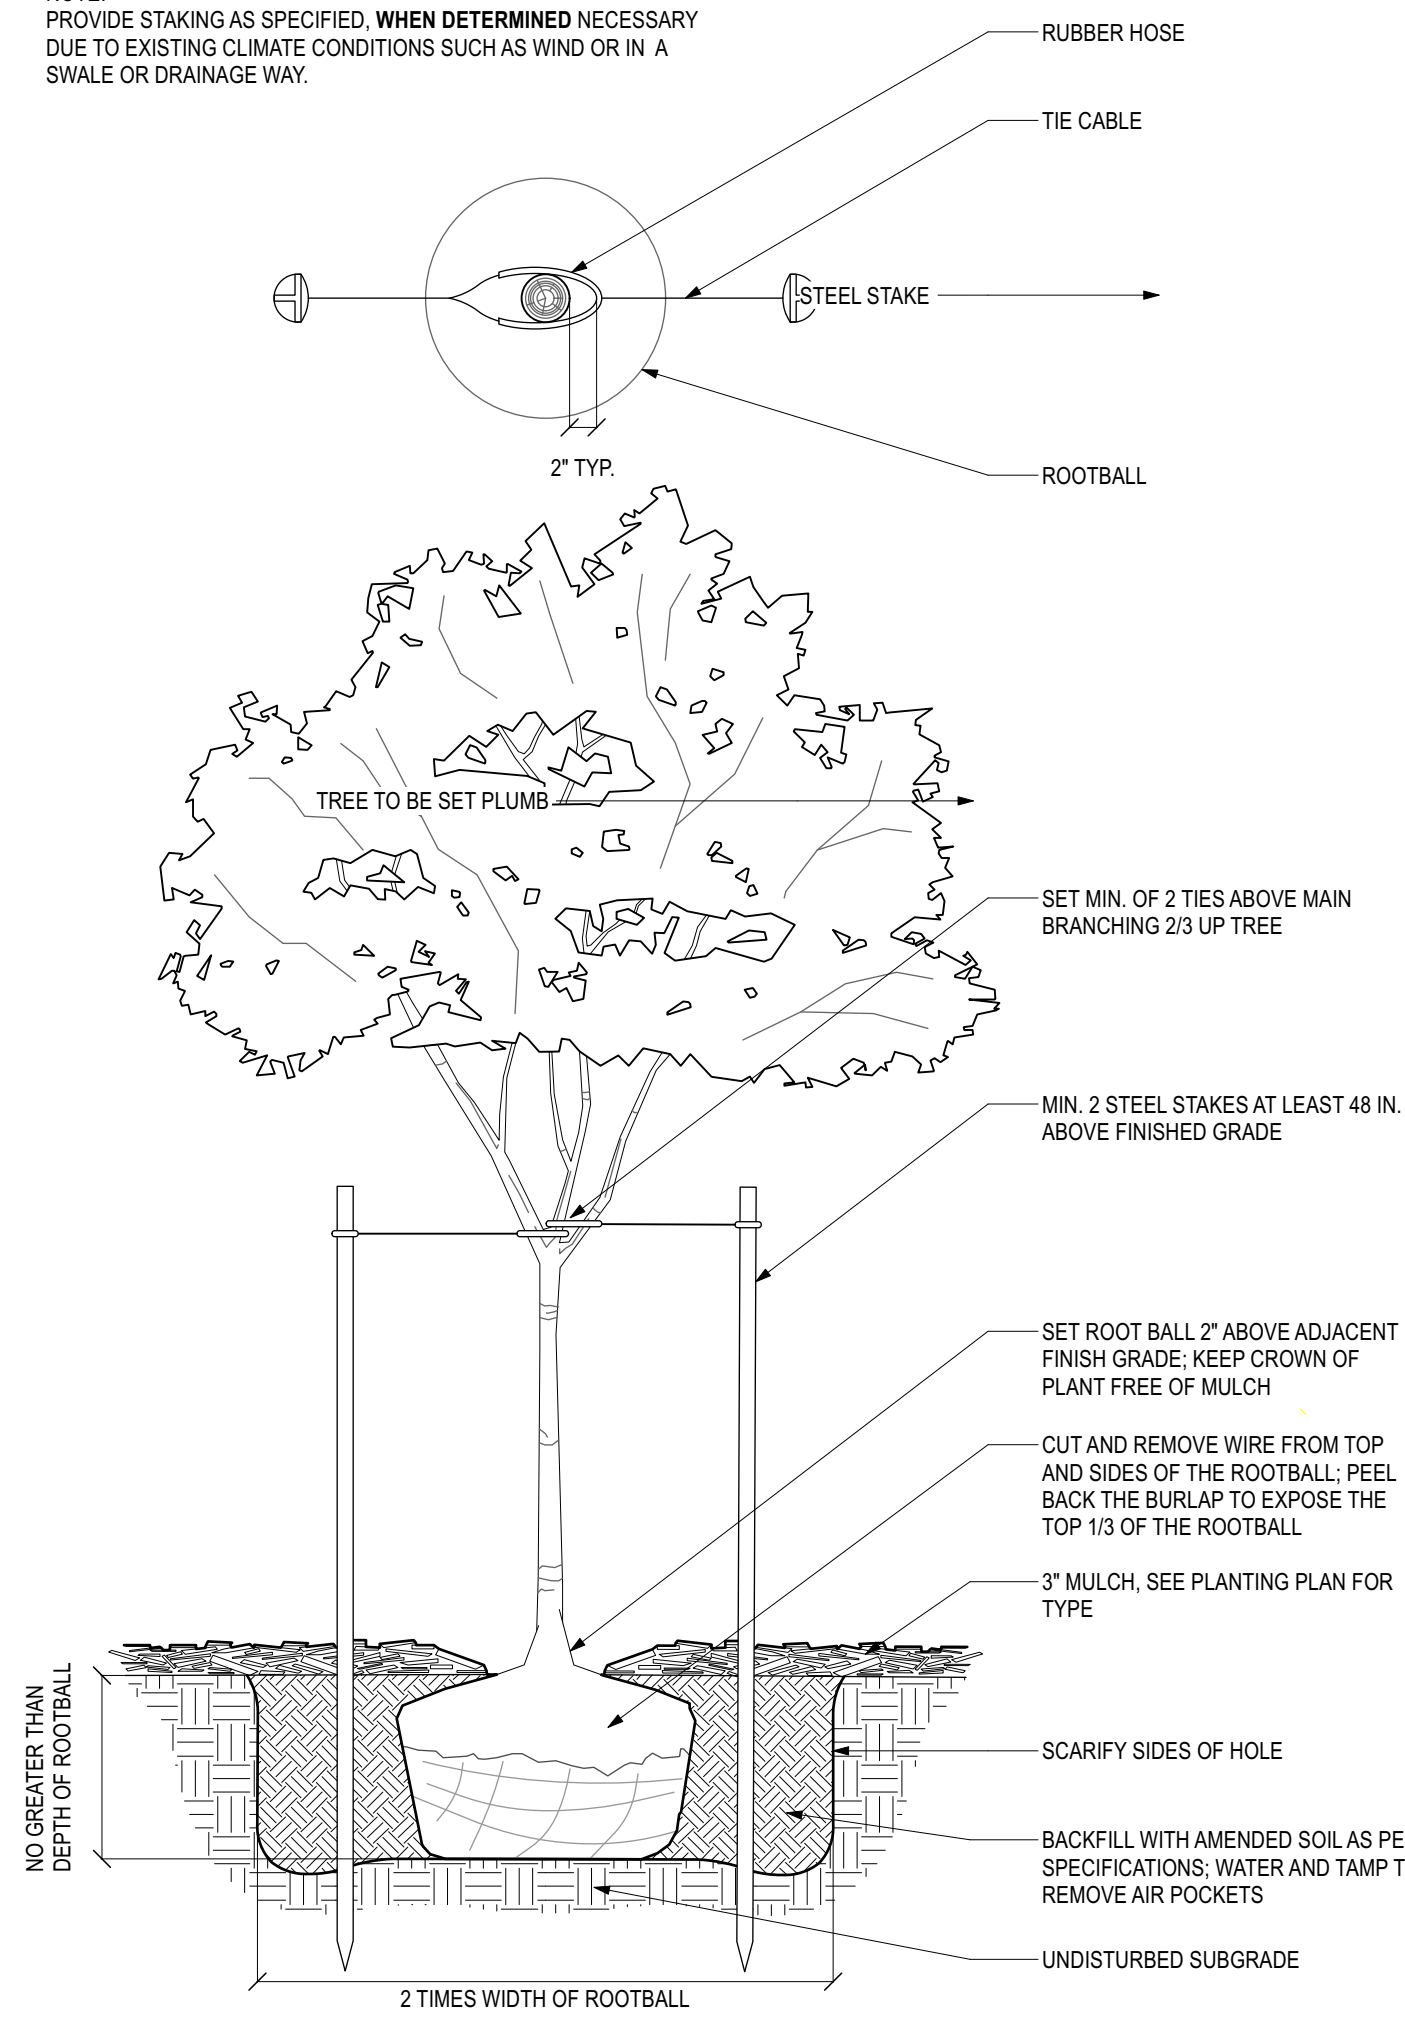 PROVIDE STAKING AS SPECIFIED, WHEN DETERMINED NECESSARY
DUE TO EXISTING CLIMATE CONDITIONS SUCH AS WIND OR IN A
SWALE OR DRAINAGE WAY.
RUBBER HOSE
TIE CABLE
STEEL STAKE
2" TYP.
ROOTBALL
TREE TO BE SET PLUMB
SET MIN. OF 2 TIES ABOVE MAIN
BRANCHING 2/3 UP TREE
MIN. 2 STEEL STAKES AT LEAST 48 IN.
ABOVE FINISHED GRADE
SET ROOT BALL 2" ABOVE ADJACENT
FINISH GRADE; KEEP CROWN OF
PLANT FREE OF MULCH
CUT AND REMOVE WIRE FROM TOP
AND SIDES OF THE ROOTBALL; PEEL
BACK THE BURLAP TO EXPOSE THE
TOP 1/3 OF THE ROOTBALL
3" MULCH, SEE PLANTING PLAN FOR
TYPE
NO GREATER THAN
DEPTH OF ROOTBALL
SCARIFY SIDES OF HOLE
BACKFILL WITH AMENDED SOIL AS PE
SPECIFICATIONS; WATER AND TAMP T
REMOVE AIR POCKETS
UNDISTURBED SUBGRADE
2 TIMES WIDTH OF ROOTBALL